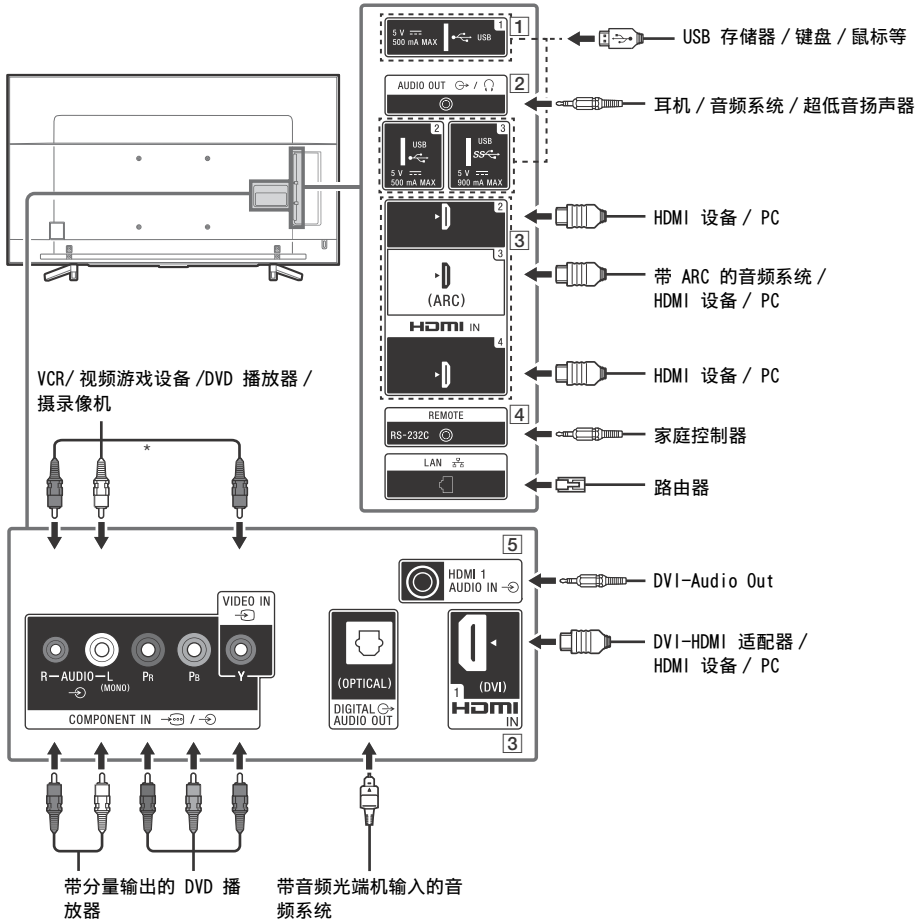 1
5 V
500 mA MAX
USB
1
USB 存储器 / 键盘 / 鼠标等
AUDIO OUT /
2
耳机 / 音频系统 / 超低音扬声器
2
USB
5 V
500 mA MAX
3
USB
SS
5 V
900 mA MAX
2
HDMI 设备 / PC
3
3
(ARC)
带 ARC 的音频系统 /
HDMI 设备 / PC
HDMI IN
4
HDMI 设备 / PC
REMOTE
4
RS-232C
家庭控制器
LAN
路由器
VCR/ 视频游戏设备 /DVD 播放器 /
摄录像机
*
5
HDMI 1
AUDIO IN
DVI-Audio Out
VIDEO IN
R—AUDIO—L
(MONO)
PR
PB
Y
COMPONENT IN /
(OPTICAL)
DIGITAL
AUDIO OUT
1
(DVI)
HDMI
IN
3
DVI-HDMI 适配器 /
HDMI 设备 / PC
带分量输出的 DVD 播
放器
带音频光端机输入的音
频系统